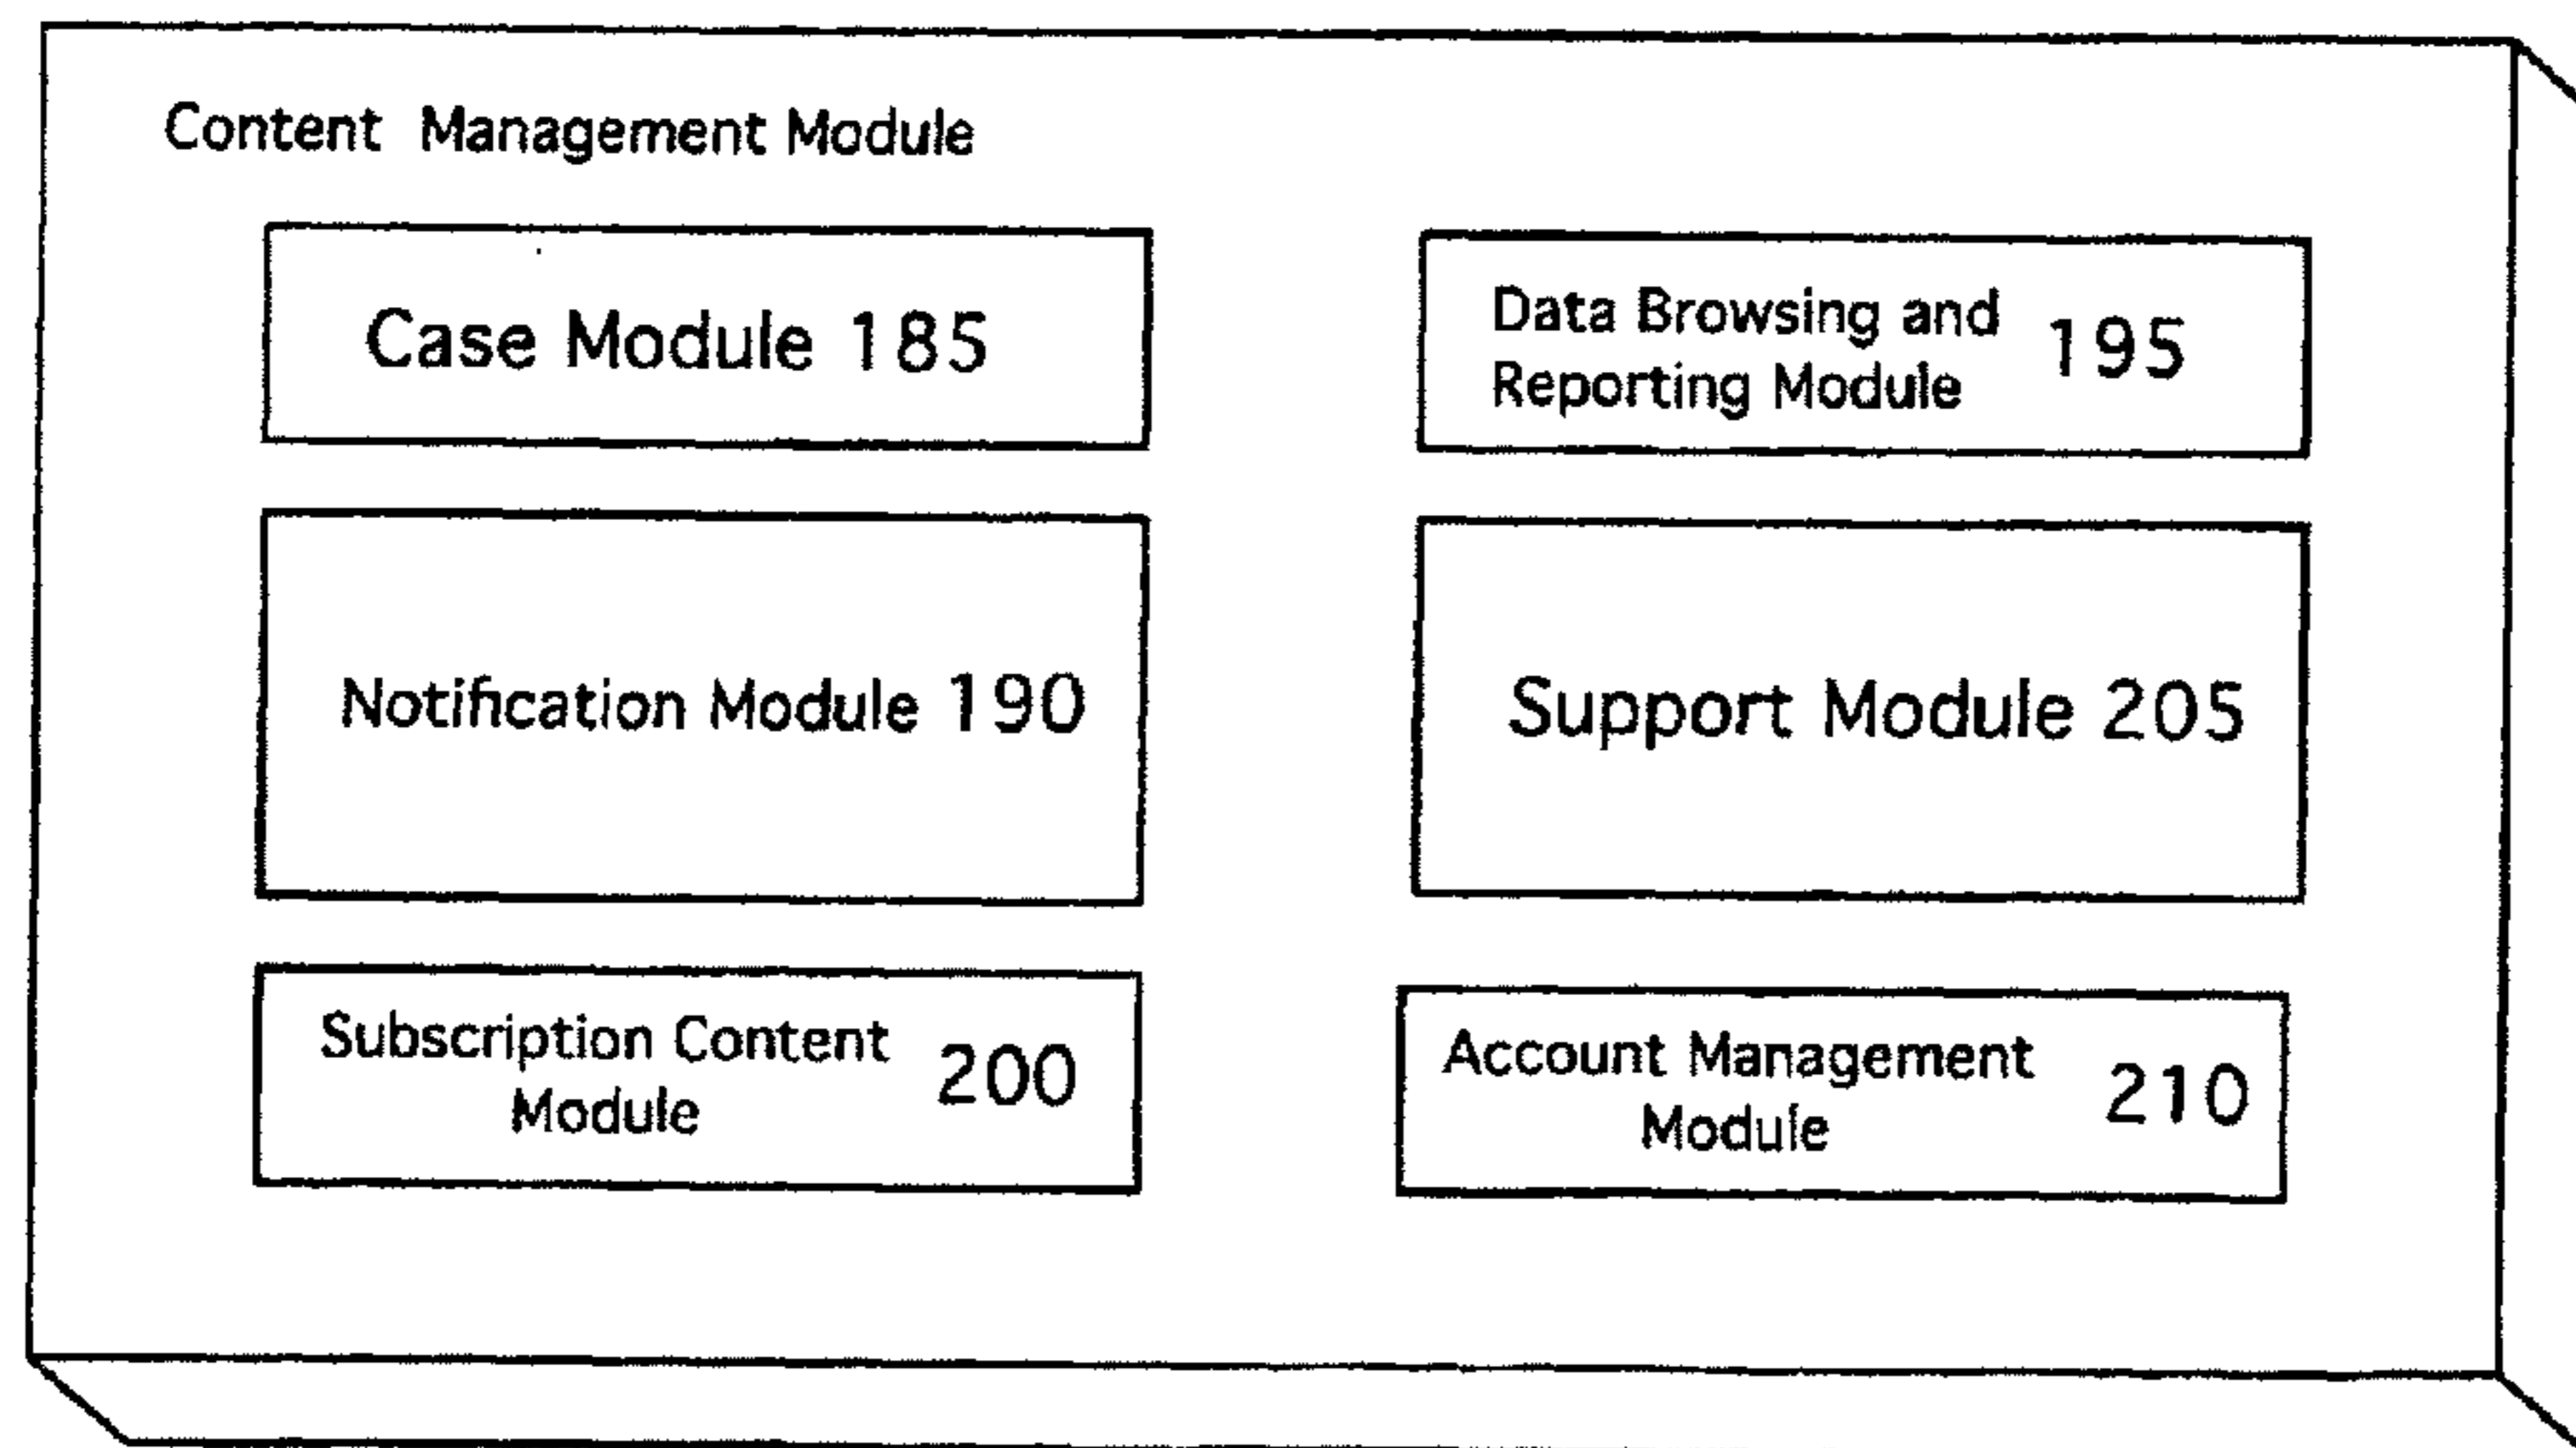 Content Management Module
Case Module 185
Data Browsing and
Reporting Module
195
Notification Module 190
Support Module 205
Subscription Content
Module
200
Account Management
Module
210